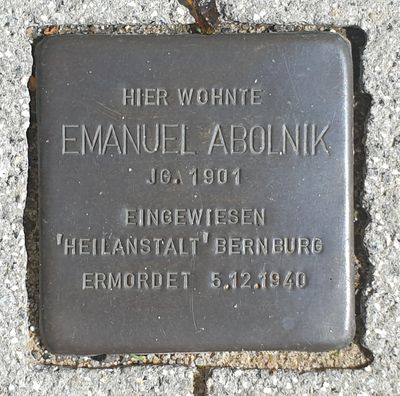 HIER WOHNTE
EMANUEL ABOLNIK
JG. 1901
EINGEWIESEN
'HEILANSTALT' BERNBURG
ERMORDET 5.12.1940